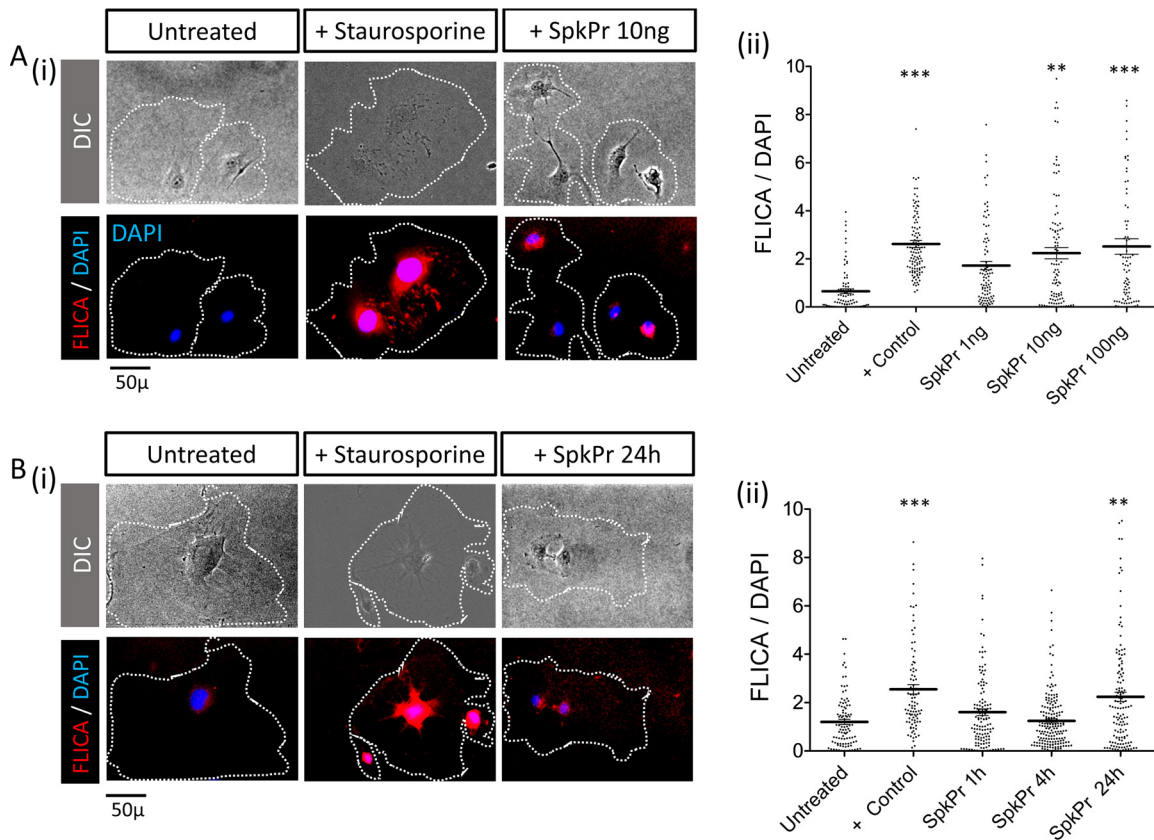 A
(i)
Untreated
+ Staurosporine
+ SpkPr 10ng
DIC
FLICA / DAPI
DAPI
50µ
(ii)
*** ** ***
FLICA / DAPI
10
8
6
4
2
0
Untreated
+ Control
SpkPr 1ng
SpkPr 10ng
SpkPr 100ng
B
(i)
Untreated
+ Staurosporine
+ SpkPr 24h
DIC
FLICA / DAPI
50µ
(ii)
*** **
FLICA / DAPI
10
8
6
4
2
0
Untreated
+ Control
SpkPr 1h
SpkPr 4h
SpkPr 24h